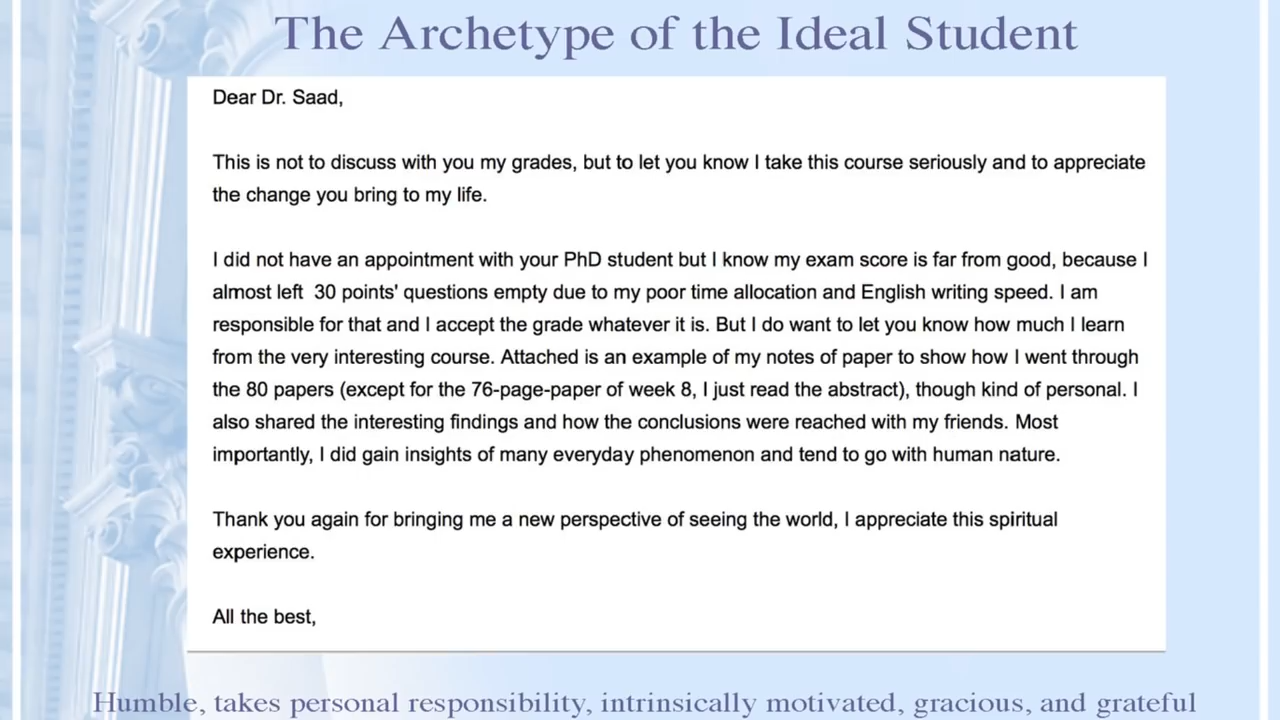 The Archetype of the Ideal Student
Dear Dr. Saad,
This is not to discuss with you my grades, but to let you know I take this course seriously and to appreciate
the change you bring to my life.
I did not have an appointment with your PhD student but I know my exam score is far from good, because I
almost left 30 points' questions empty due to my poor time allocation and English writing speed. I am
responsible for that and I accept the grade whatever it is. But I do want to let you know how much I learn
from the very interesting course. Attached is an example of my notes of paper to show how I went through
the 80 papers (except for the 76-page-paper of week 8, I just read the abstract), though kind of personal. I
also shared the interesting findings and how the conclusions were reached with my friends. Most
importantly, I did gain insights of many everyday phenomenon and tend to go with human nature.
Thank you again for bringing me a new perspective of seeing the world, I appreciate this spiritual
experience.
All the best,
Humble, takes personal responsibility, intrinsically motivated, gracious, and grateful